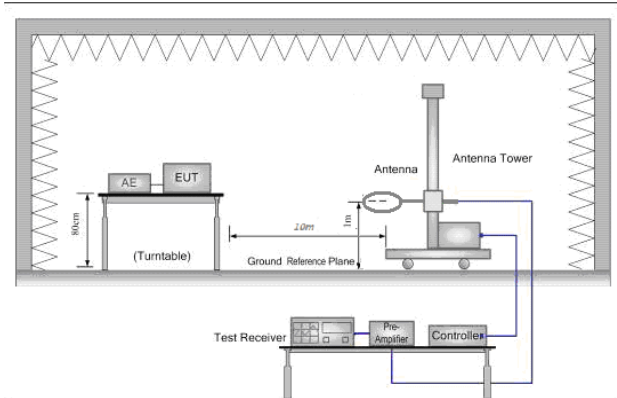 Antenna
Antenna Tower
AE
EUT
80cm
10m
1m
(Turntable)
Ground Reference Plane
Test Receiver
Pre-
Amplifier
Controller